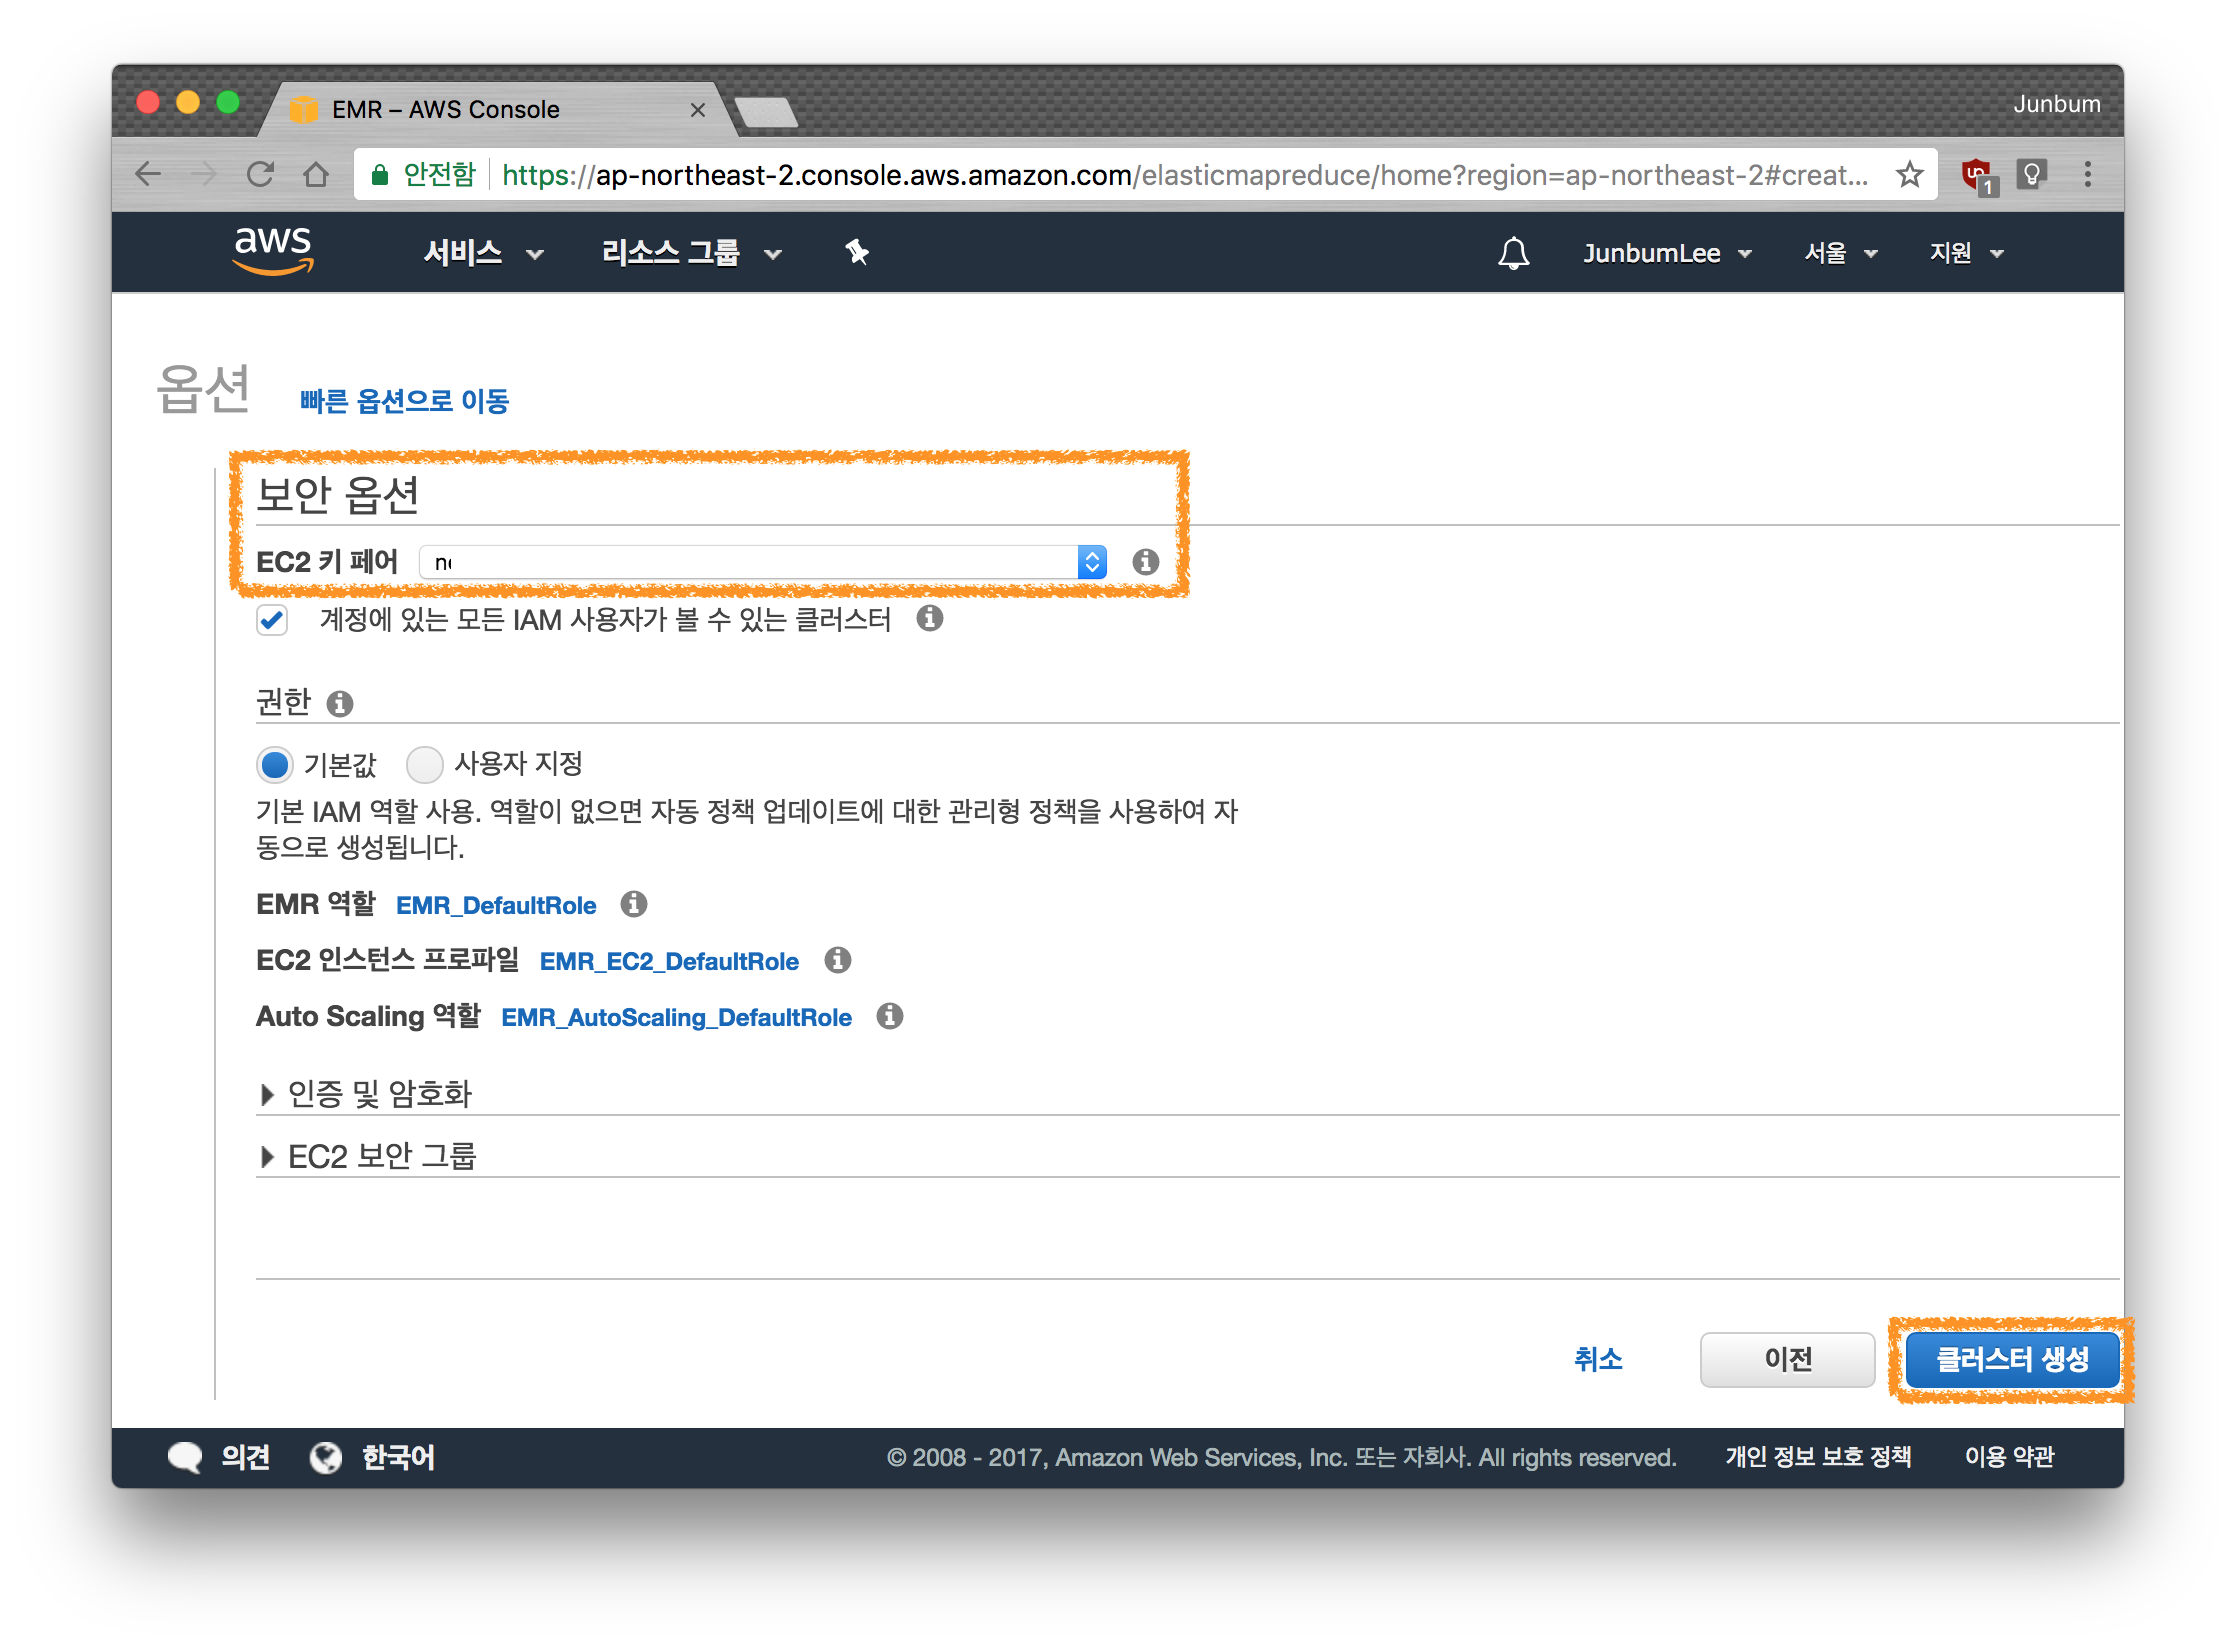 EMR – AWS Console
Junbum
안전함 https://ap-northeast-2.console.aws.amazon.com/elasticmapreduce/home?region=ap-northeast-2#creat...
1
aws 서비스 리소스 그룹 JunbumLee 서울 지원
옵션 빠른 옵션으로 이동
보안 옵션
EC2 키 페어
계정에 있는 모든 IAM 사용자가 볼 수 있는 클러스터
권한
기본값 사용자 지정
기본 IAM 역할 사용. 역할이 없으면 자동 정책 업데이트에 대한 관리형 정책을 사용하여 자
동으로 생성됩니다.
EMR 역할 EMR_DefaultRole
EC2 인스턴스 프로파일 EMR_EC2_DefaultRole
Auto Scaling 역할 EMR_AutoScaling_DefaultRole
인증 및 암호화
EC2 보안 그룹
취소 이전 클러스터 생성
의견 한국어 © 2008 - 2017, Amazon Web Services, Inc. 또는 자회사. All rights reserved. 개인 정보 보호 정책 이용 약관